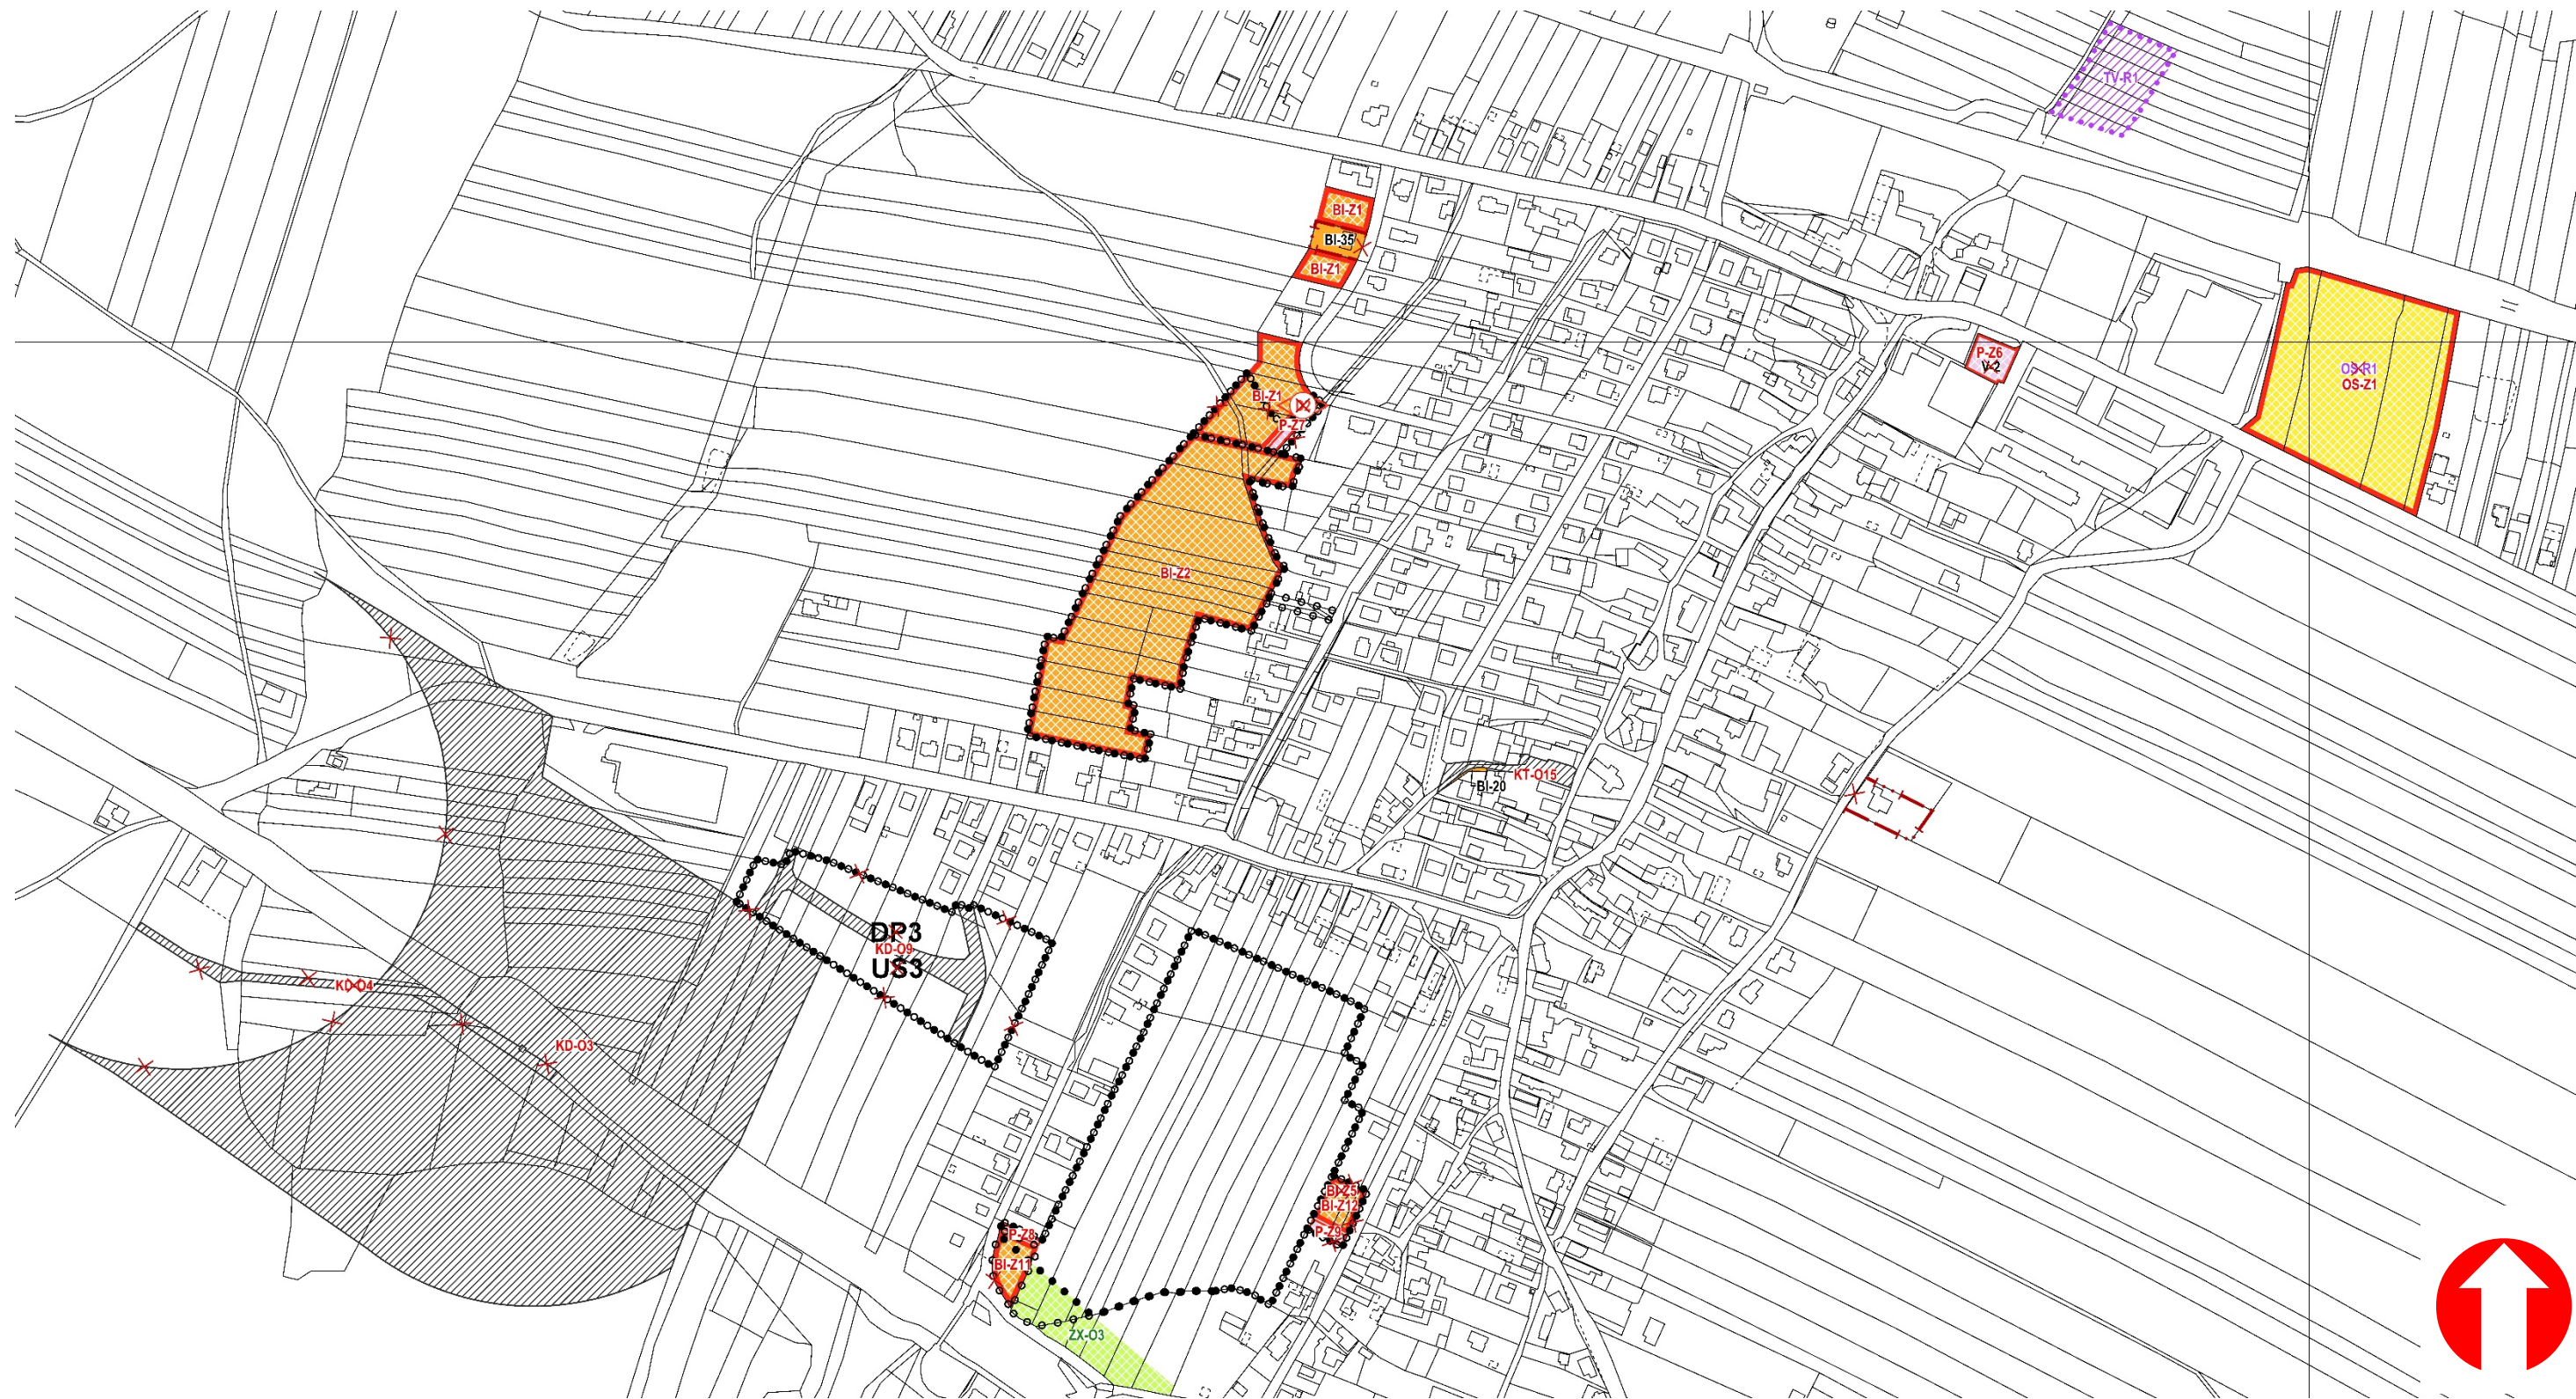 TV-R1
BI-Z1
BI-35
BI-Z1
P-Z6
V-2
OS-R1
OS-Z1
BI-Z1
P-Z7
BI-Z2
KT-O15
BI-20
DP3
KD-O9
US3
KD-O4
KD-O3
BI-Z5
BI-Z12
P-Z9
P-Z8
BI-Z11
ZX-O3